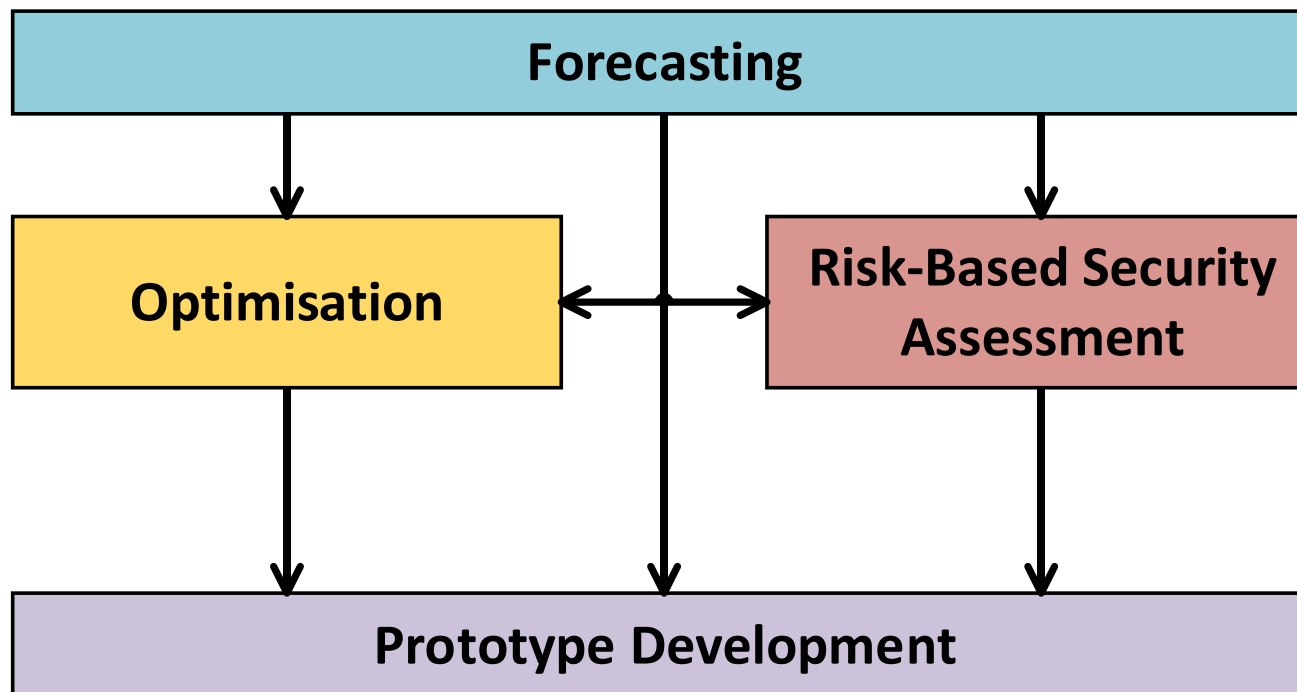 Forecasting
Optimisation
Risk-Based Security
Assessment
Prototype Development